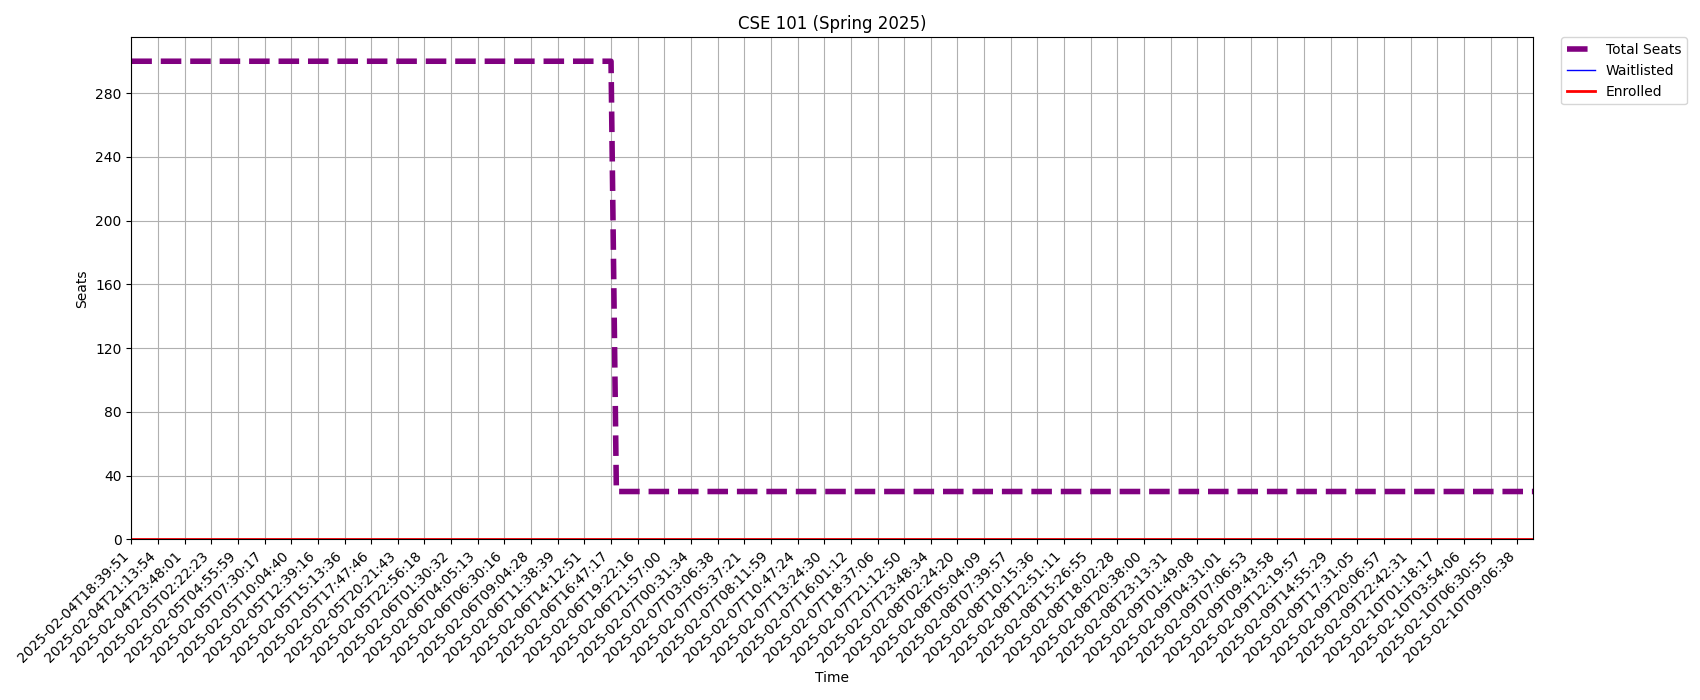 CSE 101 (Spring 2025)
Total Seats
Waitlisted
Enrolled
280
240
200
160
120
80
40
0
Seats
2025-02-04T18:39:51
2025-02-04T21:13:54
2025-02-04T23:48:01
2025-02-05T02:22:23
2025-02-05T04:55:59
2025-02-05T07:30:17
2025-02-05T10:04:40
2025-02-05T12:39:16
2025-02-05T15:13:36
2025-02-05T17:47:46
2025-02-05T20:21:43
2025-02-05T22:56:18
2025-02-06T01:30:32
2025-02-06T04:05:13
2025-02-06T06:30:16
2025-02-06T09:04:28
2025-02-06T11:38:39
2025-02-06T14:12:51
2025-02-06T16:47:17
2025-02-06T19:22:16
2025-02-06T21:57:00
2025-02-07T00:31:34
2025-02-07T03:06:38
2025-02-07T05:37:21
2025-02-07T08:11:59
2025-02-07T10:47:24
2025-02-07T13:24:30
2025-02-07T16:01:12
2025-02-07T18:37:06
2025-02-07T21:12:50
2025-02-07T23:48:34
2025-02-08T02:24:20
2025-02-08T05:04:09
2025-02-08T07:39:57
2025-02-08T10:15:36
2025-02-08T12:51:11
2025-02-08T15:26:55
2025-02-08T18:02:28
2025-02-08T20:38:00
2025-02-08T23:13:31
2025-02-09T01:49:08
2025-02-09T04:31:01
2025-02-09T07:06:53
2025-02-09T09:43:58
2025-02-09T12:19:57
2025-02-09T14:55:29
2025-02-09T17:31:05
2025-02-09T20:06:57
2025-02-09T22:42:31
2025-02-10T01:18:17
2025-02-10T03:54:06
2025-02-10T06:30:55
2025-02-10T09:06:38
Time